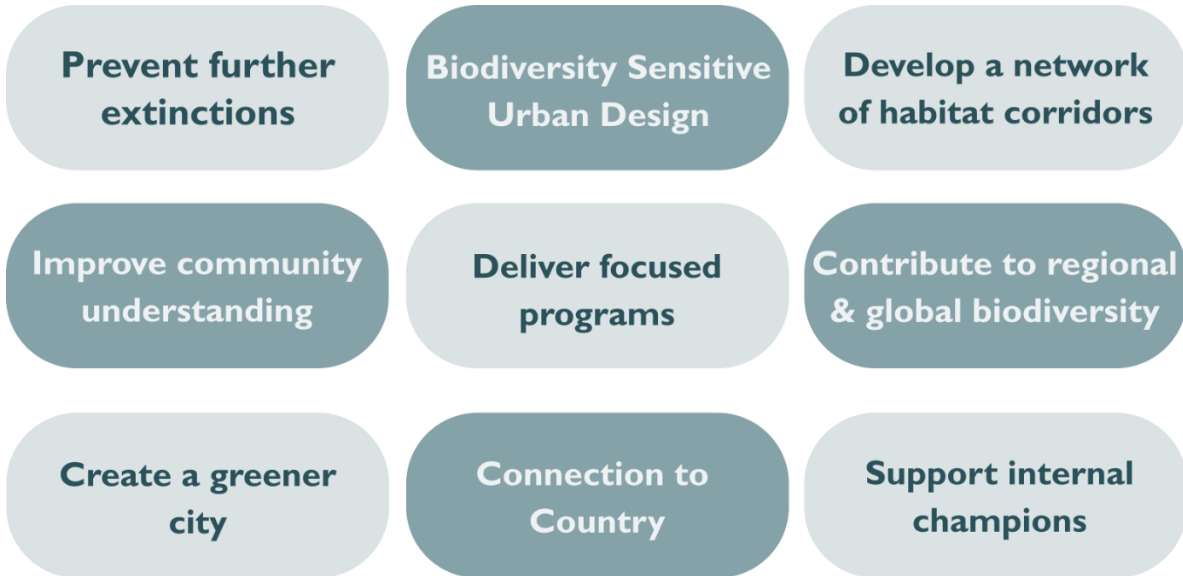 Prevent further
extinctions
Biodiversity Sensitive
Urban Design
Develop a network
of habitat corridors
Improve community
understanding
Deliver focused
programs
Contribute to regional
& global biodiversity
Create a greener
city
Connection to
Country
Support internal
champions